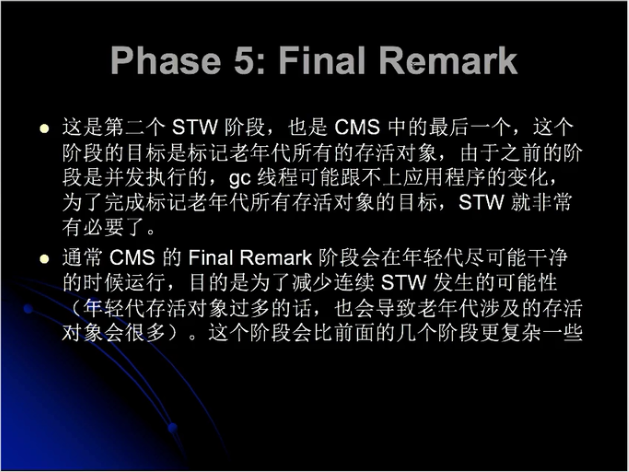 Phase 5: Final Remark
这是第二个 STW 阶段，也是 CMS 中的最后一个，这个
阶段的目标是标记老年代所有的存活对象，由于之前的阶
段是并发执行的，gc 线程可能跟不上应用程序的变化，
为了完成标记老年代所有存活对象的目标，STW 就非常
有必要了。
通常 CMS 的 Final Remark 阶段会在年轻代尽可能干净
的时候运行，目的是为了减少连续 STW 发生的可能性
（年轻代存活对象过多的话，也会导致老年代涉及的存活
对象会很多）。这个阶段会比前面的几个阶段更复杂一些